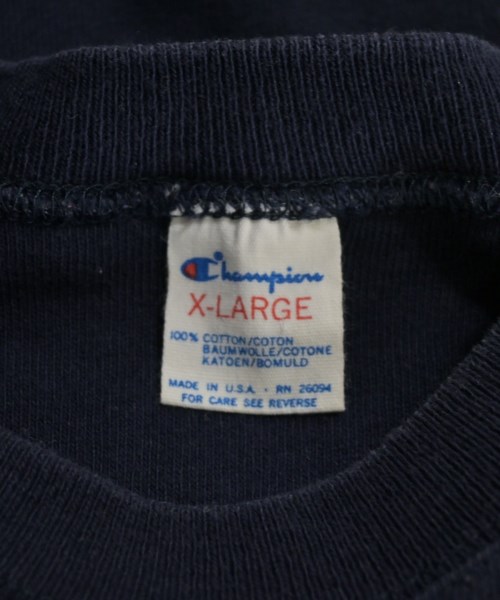 Champion
X-LARGE
100% COTTON/COTON
BAUMWOLLE/COTONE
KATOEN/BOMULD
MADE IN U.S.A. • RN 26094
FOR CARE SEE REVERSE